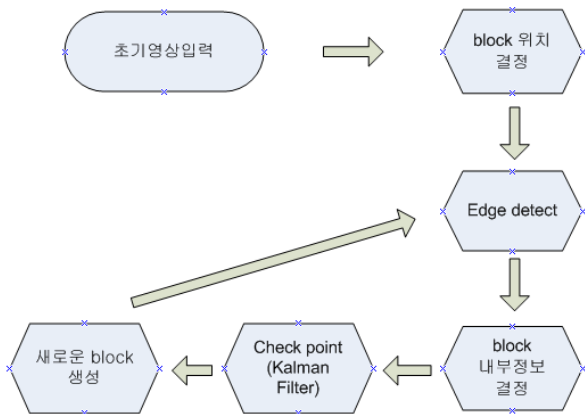 초기영상입력
block 위치
결정
Edge detect
block
내부정보
결정
Check point
(Kalman
Filter)
새로운 block
생성